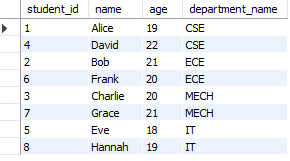 student_id name age department_name
1 Alice 19 CSE
4 David 22 CSE
2 Bob 21 ECE
6 Frank 20 ECE
3 Charlie 20 MECH
7 Grace 21 MECH
5 Eve 18 IT
8 Hannah 19 IT